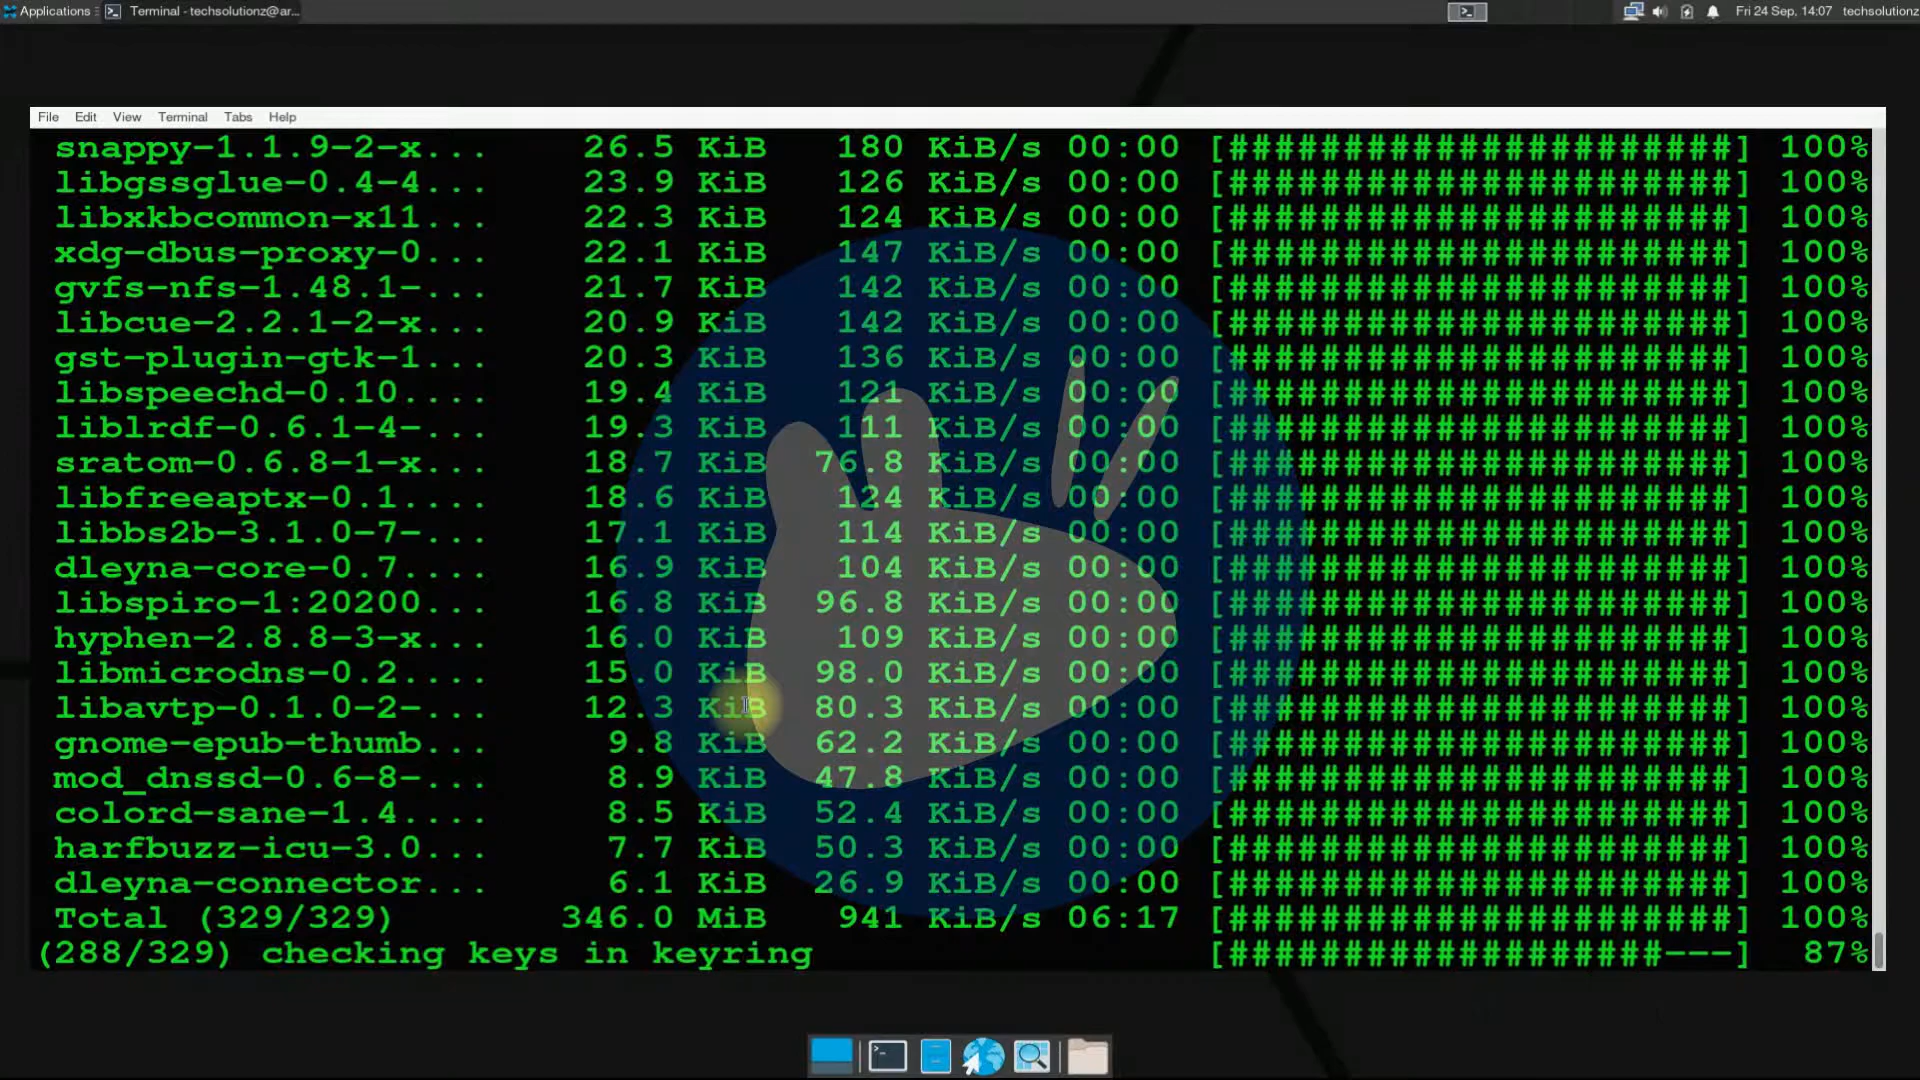 Applications Terminal - techsolutionz@ar... Fri 24 Sep, 14:07 techsolutionz
File Edit View Terminal Tabs Help
snappy-1.1.9-2-x... 26.5 KiB 180 KiB/s 00:00 [######################] 100%
libgssglue-0.4-4... 23.9 KiB 126 KiB/s 00:00 [######################] 100%
libxkbcommon-x11... 22.3 KiB 124 KiB/s 00:00 [######################] 100%
xdg-dbus-proxy-0... 22.1 KiB 147 KiB/s 00:00 [######################] 100%
gvfs-nfs-1.48.1-... 21.7 KiB 142 KiB/s 00:00 [######################] 100%
libcue-2.2.1-2-x... 20.9 KiB 142 KiB/s 00:00 [######################] 100%
gst-plugin-gtk-1... 20.3 KiB 136 KiB/s 00:00 [######################] 100%
libspeechd-0.10.... 19.4 KiB 121 KiB/s 00:00 [######################] 100%
liblrdf-0.6.1-4-... 19.3 KiB 111 KiB/s 00:00 [######################] 100%
sratom-0.6.8-1-x... 18.7 KiB 76.8 KiB/s 00:00 [######################] 100%
libfreeaptx-0.1.... 18.6 KiB 124 KiB/s 00:00 [######################] 100%
libbs2b-3.1.0-7-... 17.1 KiB 114 KiB/s 00:00 [######################] 100%
dleyna-core-0.7.... 16.9 KiB 104 KiB/s 00:00 [######################] 100%
libspiro-1:20200... 16.8 KiB 96.8 KiB/s 00:00 [######################] 100%
hyphen-2.8.8-3-x... 16.0 KiB 109 KiB/s 00:00 [######################] 100%
libmicrodns-0.2.... 15.0 KiB 98.0 KiB/s 00:00 [######################] 100%
libavtp-0.1.0-2-... 12.3 KiB 80.3 KiB/s 00:00 [######################] 100%
gnome-epub-thumb... 9.8 KiB 62.2 KiB/s 00:00 [######################] 100%
mod_dnssd-0.6-8-... 8.9 KiB 47.8 KiB/s 00:00 [######################] 100%
colord-sane-1.4.... 8.5 KiB 52.4 KiB/s 00:00 [######################] 100%
harfbuzz-icu-3.0... 7.7 KiB 50.3 KiB/s 00:00 [######################] 100%
dleyna-connector... 6.1 KiB 26.9 KiB/s 00:00 [######################] 100%
Total (329/329) 346.0 MiB 941 KiB/s 06:17 [######################] 100%
(288/329) checking keys in keyring [###################---] 87%